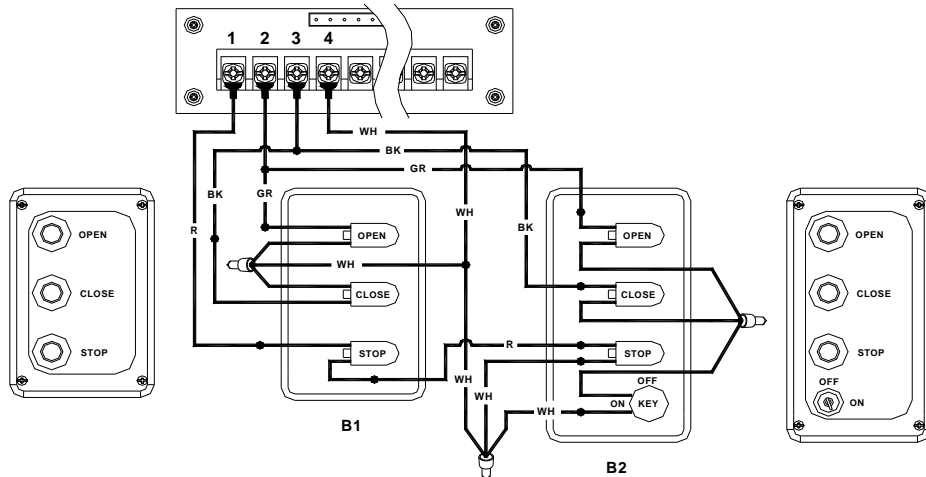 1 2 3 4
WH
BK
GR
BK
GR
WH
R
BK
OPEN
OPEN
OPEN
OPEN
WH
CLOSE
CLOSE
CLOSE
CLOSE
STOP
STOP
R
STOP
STOP
WH
WH
OFF
ON KEY
WH
OFF
ON
B1
B2